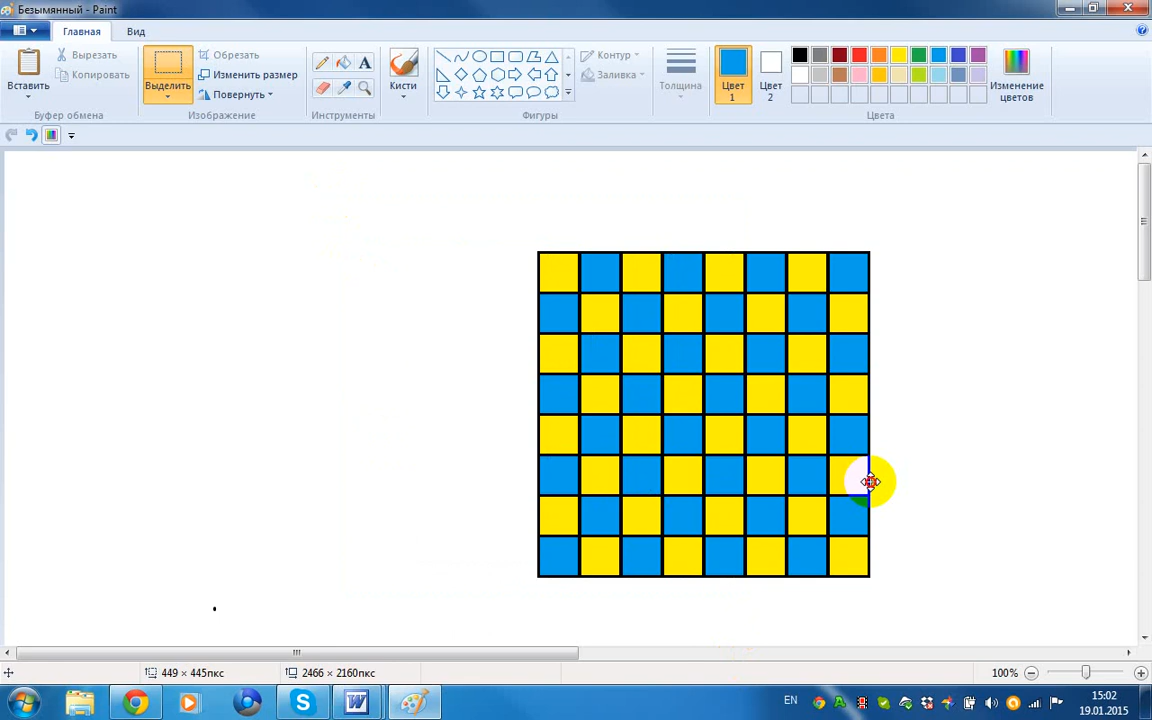 Безымянный - Paint
Главная
Вид
Вставить
Вырезать
Копировать
Буфер обмена
Выделить
Обрезать
Изменить размер
Повернуть
Изображение
A
Инструменты
Кисти
Контур
Заливка
Фигуры
Толщина
Цвет 1
Цвет 2
Изменение цветов
Цвета
449 × 445пкс
2466 × 2160пкс
100%
EN
15:02
19.01.2015